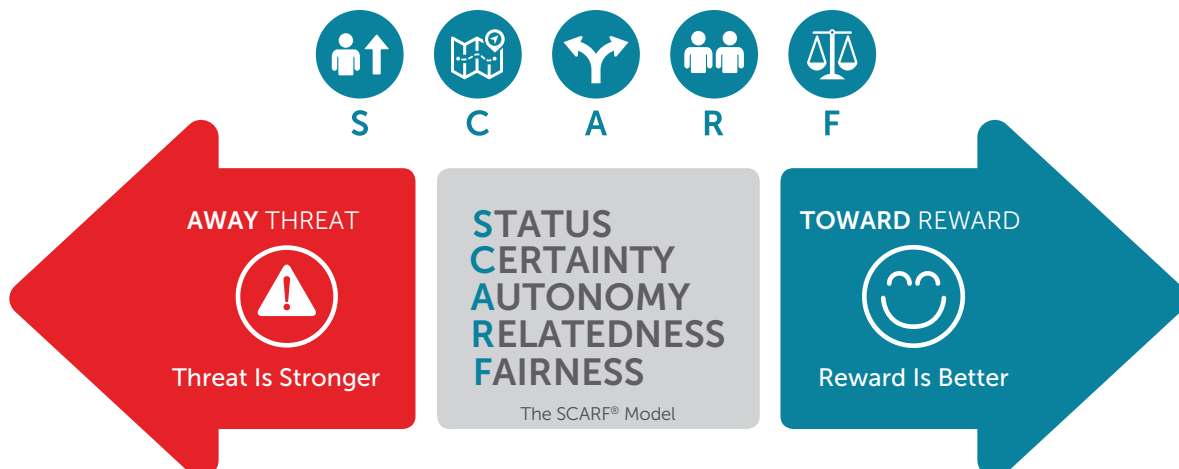 S C A R F
AWAY THREAT
Threat Is Stronger
STATUS
CERTAINTY
AUTONOMY
RELATEDNESS
FAIRNESS
The SCARF® Model
TOWARD REWARD
Reward Is Better